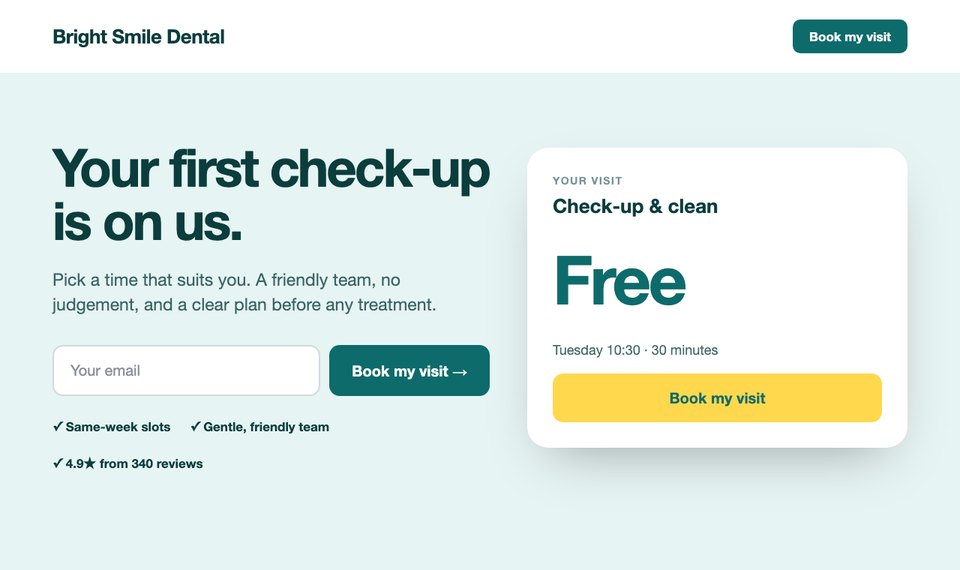 Bright Smile Dental
Book my visit
Your first check-up
is on us.
Pick a time that suits you. A friendly team, no
judgement, and a clear plan before any treatment.
Your email
Book my visit →
✓ Same-week slots
✓ Gentle, friendly team
✓ 4.9★ from 340 reviews
YOUR VISIT
Check-up & clean
Free
Tuesday 10:30 · 30 minutes
Book my visit